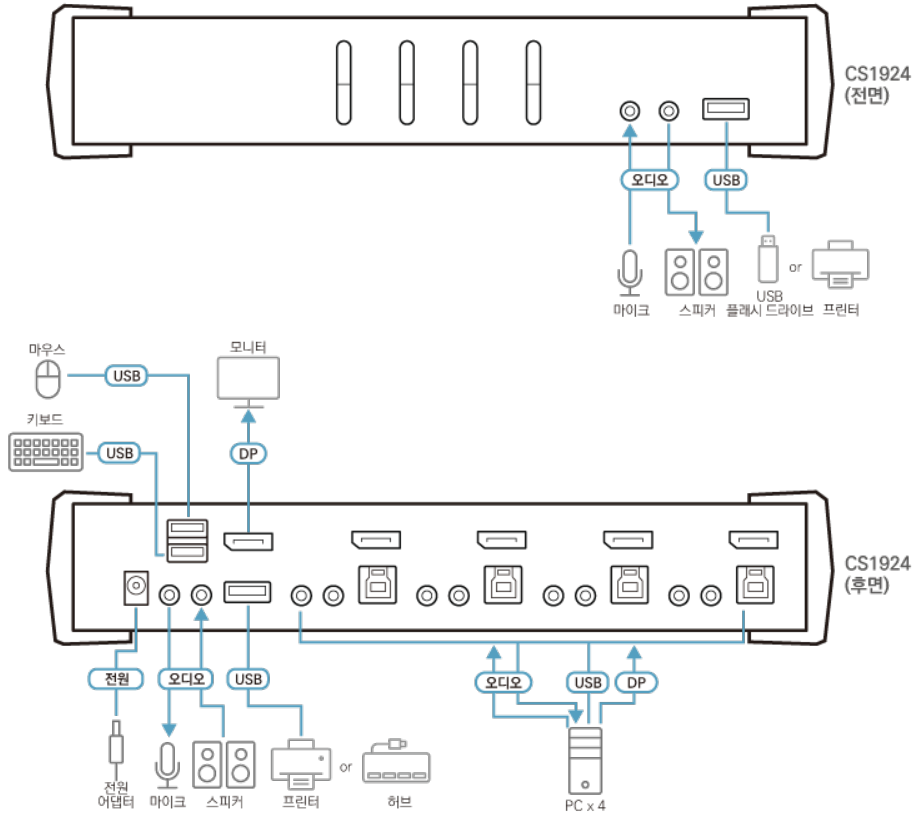 CS1924
(전면)
오디오
USB
마이크
스피커
USB
플래시 드라이브
or
프린터
마우스
USB
모니터
키보드
USB
DP
CS1924
(후면)
전원
오디오
USB
오디오
USB
DP
전원
어댑터
마이크
스피커
프린터
or
허브
PC x 4